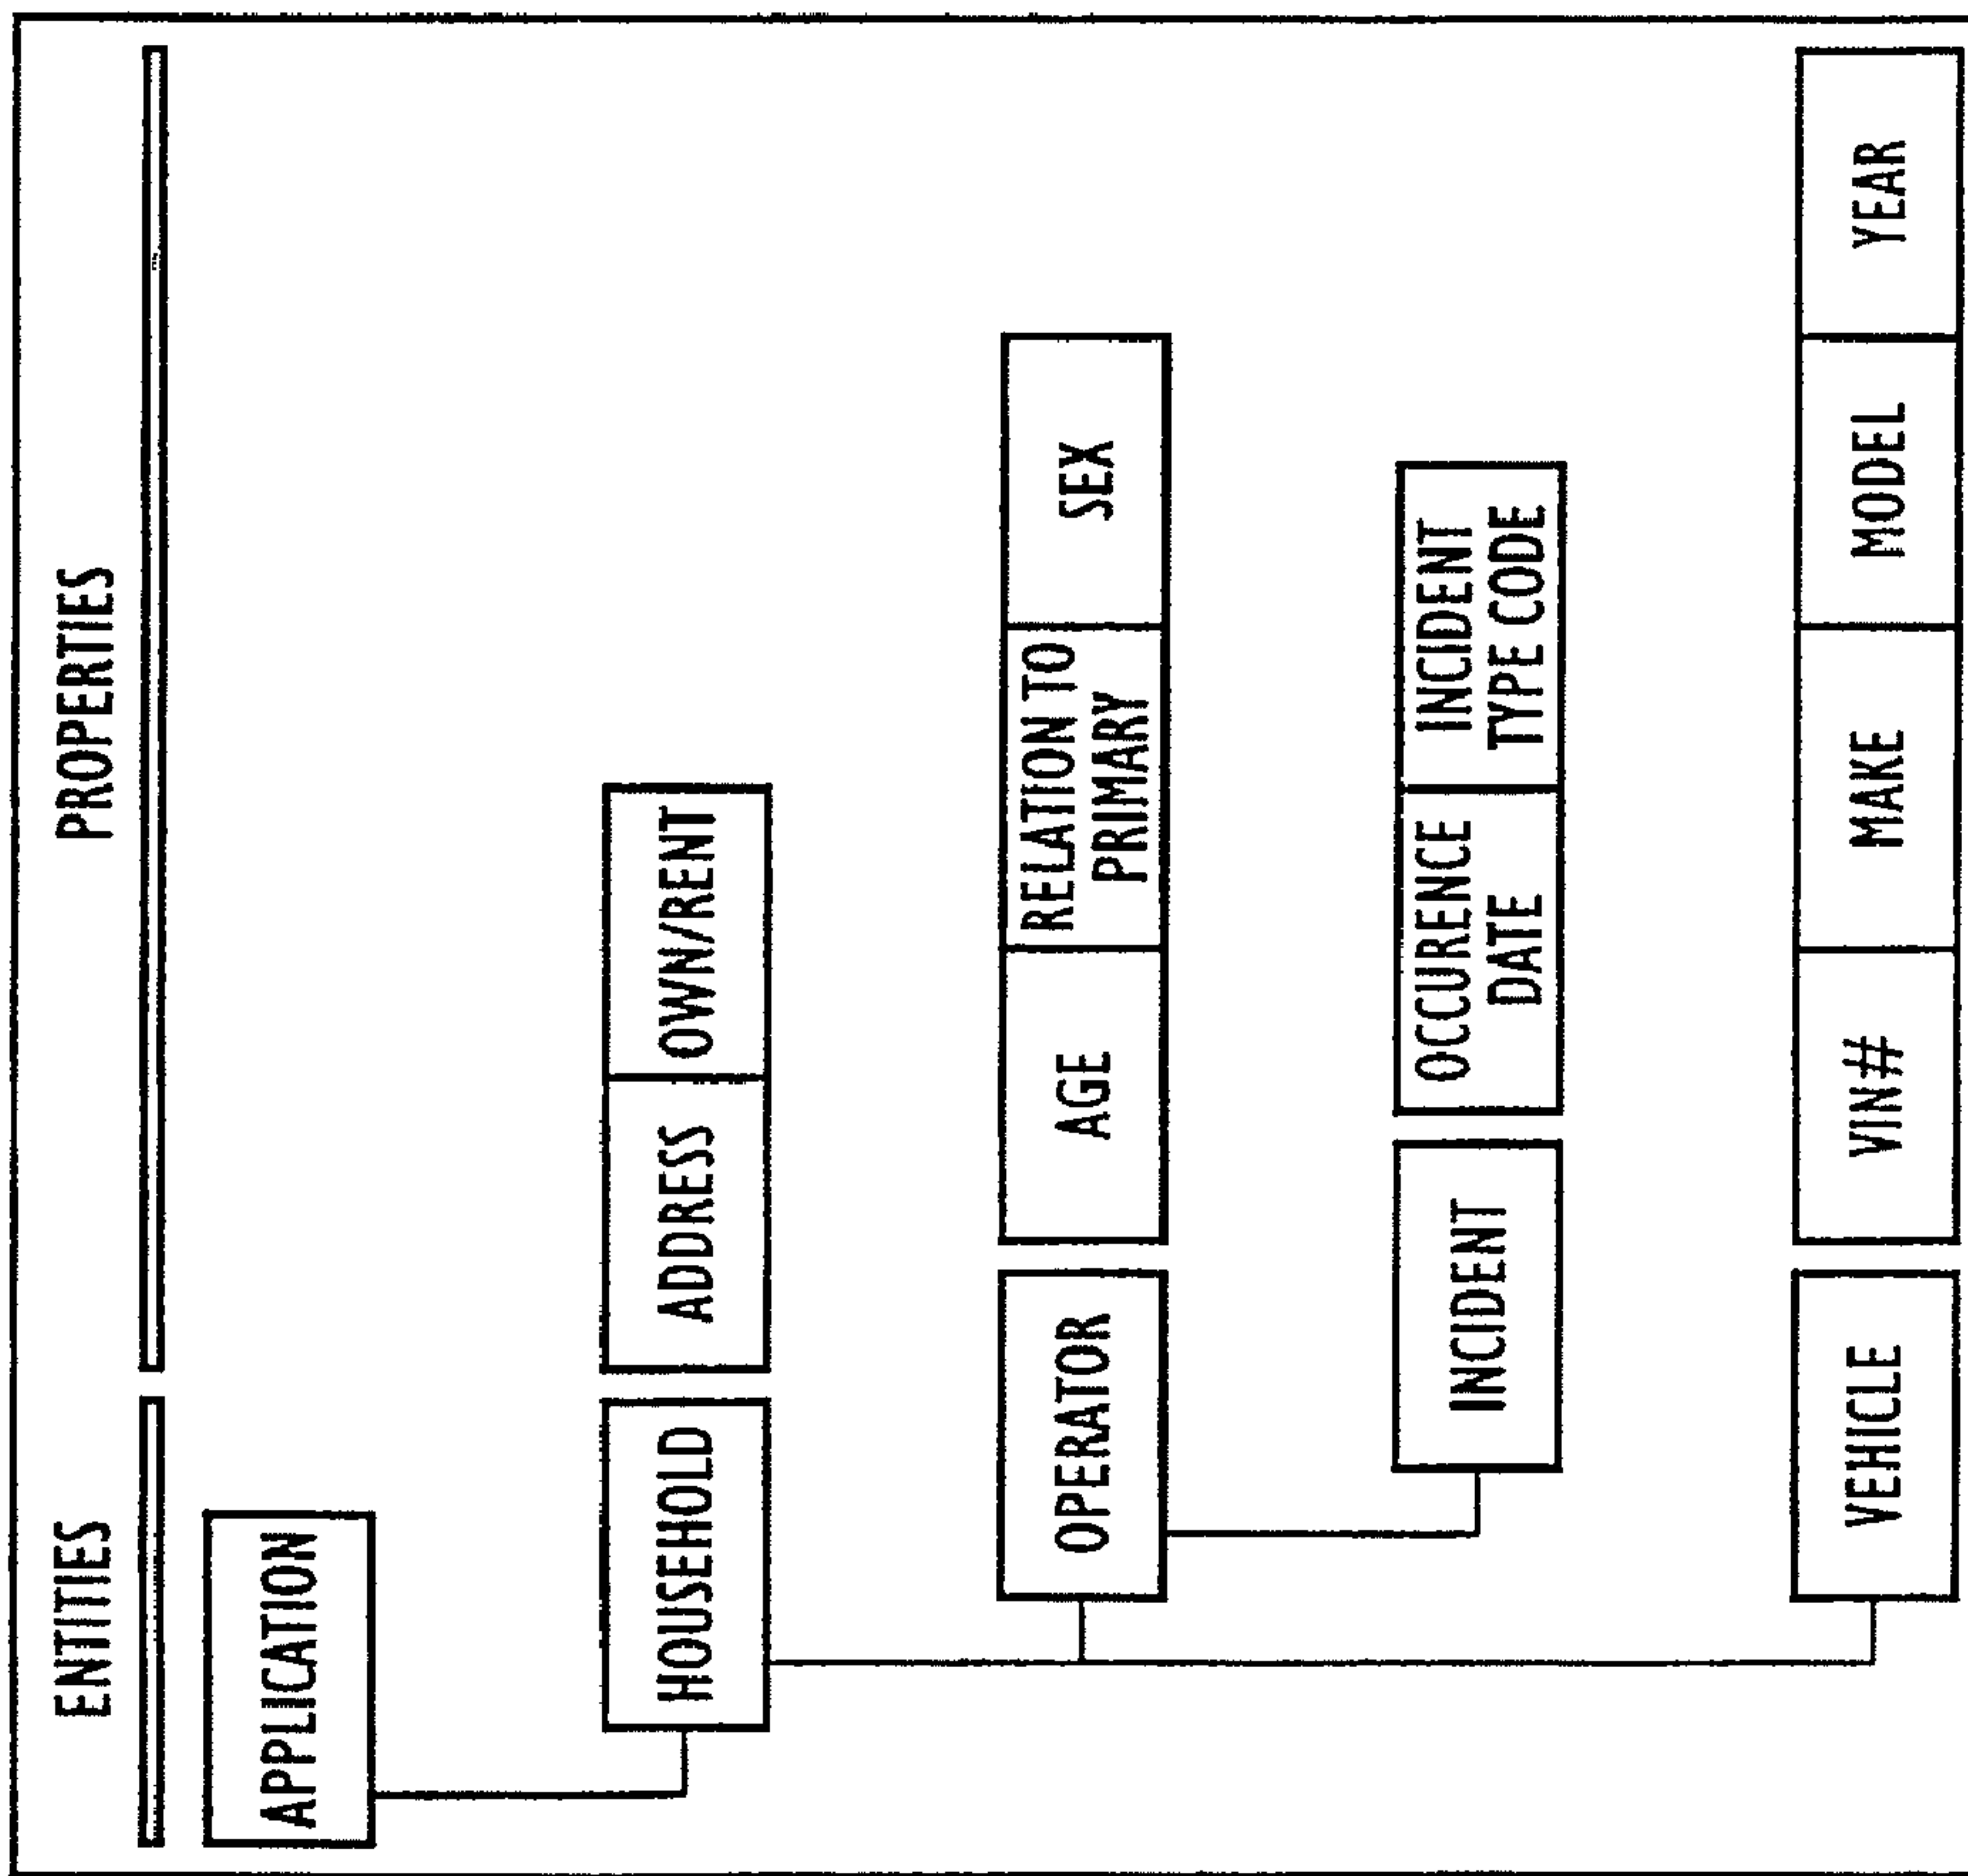 ENTITIES
PROPERTIES
APPLICATION
HOUSEHOLD
ADDRESS
OWN/RENT
OPERATOR
AGE
RELATION TO
PRIMARY
SEX
INCIDENT
OCCURENCE
DATE
INCIDENT
TYPE CODE
VEHICLE
VIN#
MAKE
MODEL
YEAR